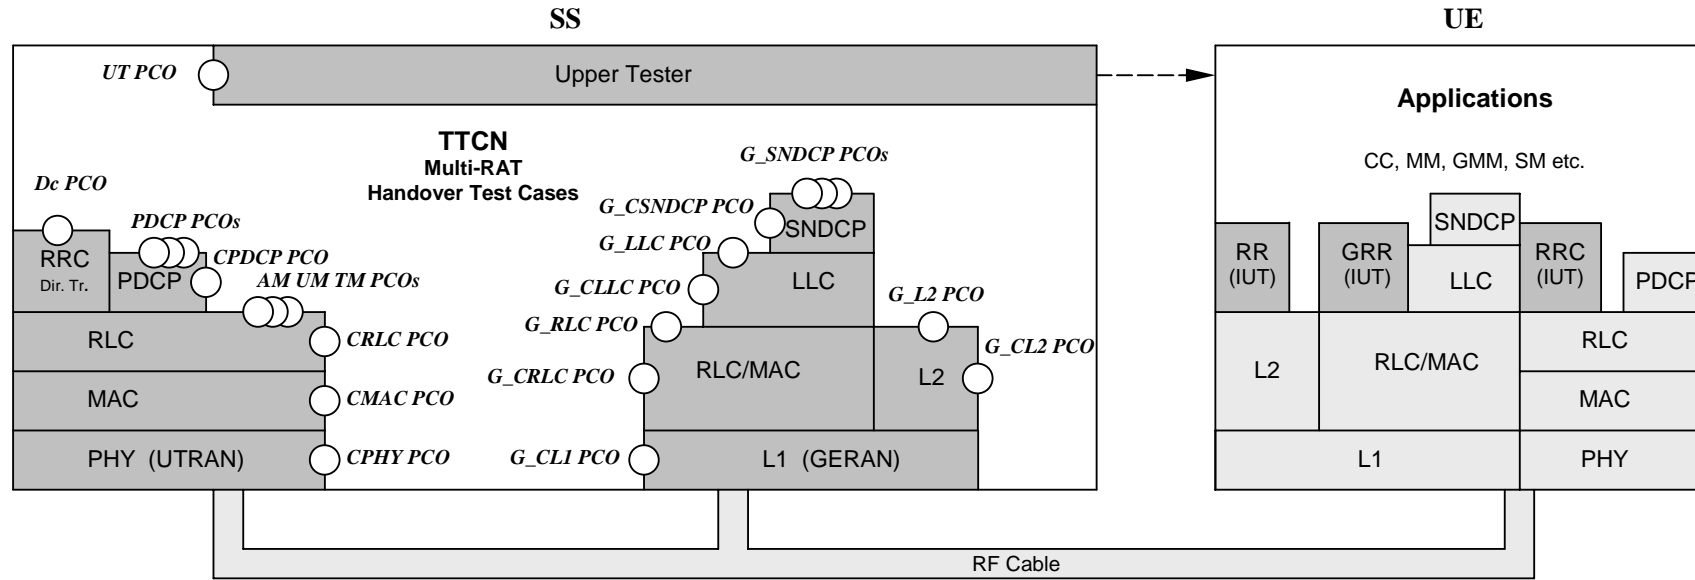 SS
UE
UT PCO
Upper Tester
Applications
TTCN
Multi-RAT
Handover Test Cases
G_SNDCP PCOs
CC, MM, GMM, SM etc.
Dc PCO
PDCP PCOs
G_CSNDCP PCO
SNDCP
SNDCP
CPDCP PCO
G_LLC PCO
RRC
Dir. Tr.
PDCP
AM UM TM PCOs
G_CLLC PCO
LLC
G_L2 PCO
RR
(IUT)
GRR
(IUT)
LLC
RRC
(IUT)
PDCP
G_RLC PCO
RLC
CRLC PCO
G_CL2 PCO
RLC
G_CRLC PCO
RLC/MAC
L2
L2
RLC/MAC
MAC
CMAC PCO
MAC
PHY (UTRAN)
CPHY PCO
G_CL1 PCO
L1 (GERAN)
L1
PHY
RF Cable